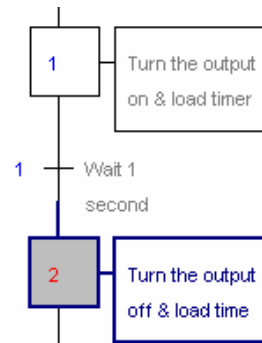 1
Turn the output
on & load timer
1
Wait 1
second
2
Turn the output
off & load time